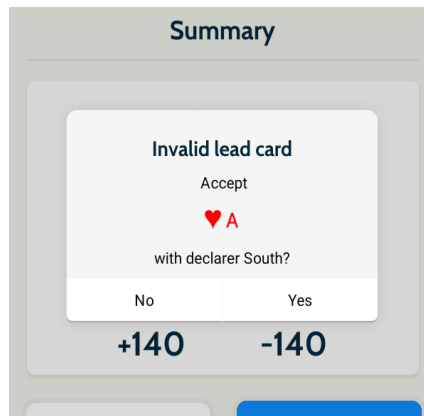 Summary
Invalid lead card
Accept
♥ A
with declarer South?
No Yes
+140 -140